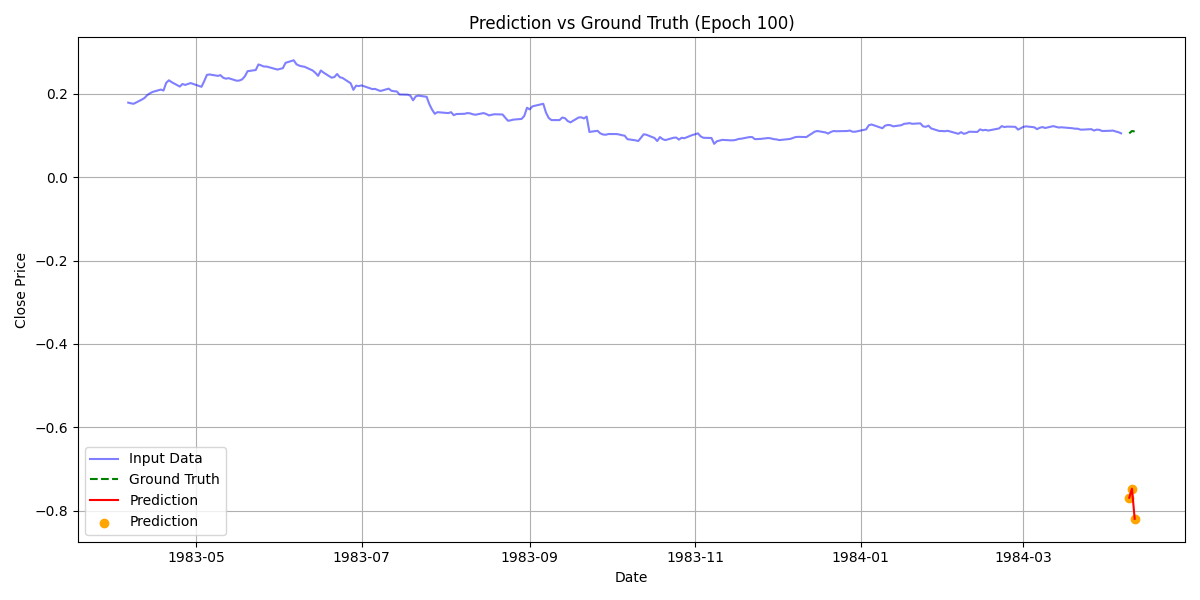 Prediction vs Ground Truth (Epoch 100)
Close Price
0.2
0.0
−0.2
−0.4
−0.6
−0.8
Input Data
Ground Truth
Prediction
Prediction
1983-05
1983-07
1983-09
1983-11
1984-01
1984-03
Date